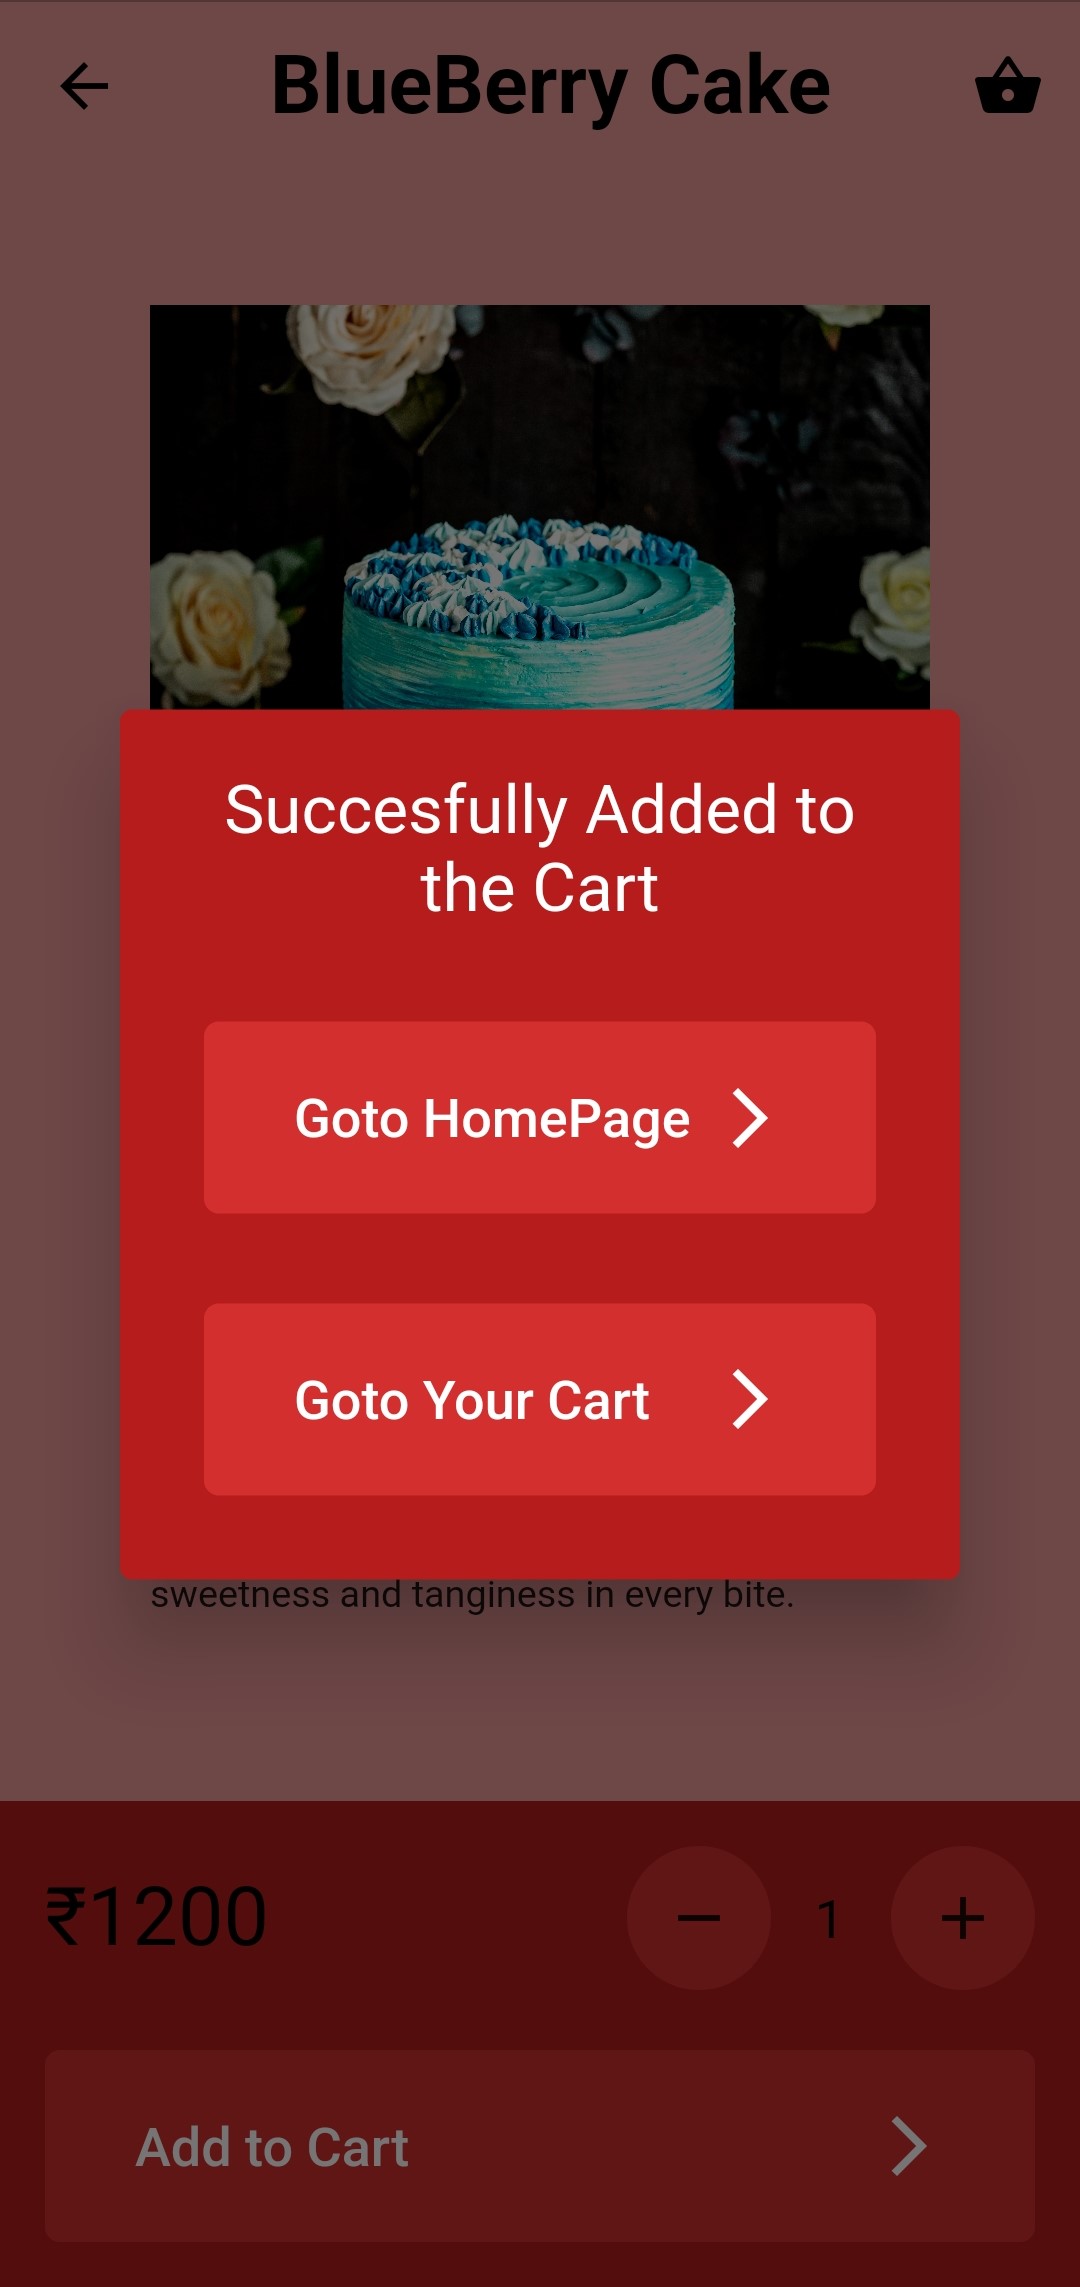 BlueBerry Cake
Succesfully Added to
the Cart
Goto HomePage
Goto Your Cart
sweetness and tanginess in every bite.
₹1200
1
Add to Cart